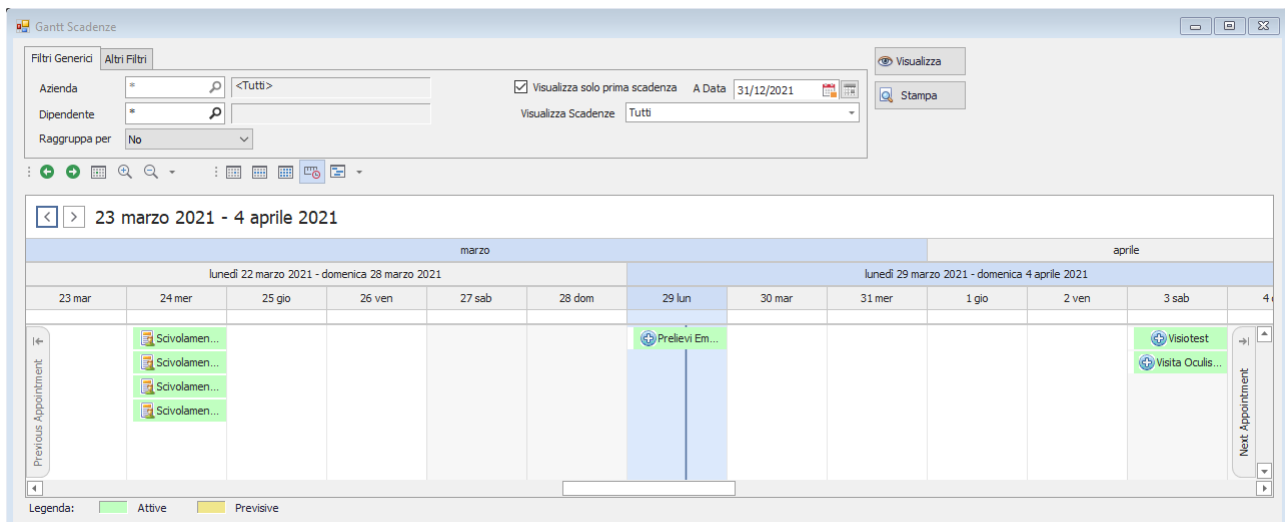 Gantt Scadenze
Filtri Generici Altri Filtri
Visualizza
Azienda * <Tutti> Visualizza solo prima scadenza A Data 31/12/2021
Stampa
Dipendente * Visualizza Scadenze Tutti
Raggruppa per No
23 marzo 2021 - 4 aprile 2021
marzo aprile
lunedì 22 marzo 2021 - domenica 28 marzo 2021 lunedì 29 marzo 2021 - domenica 4 aprile 2021
23 mar 24 mer 25 gio 26 ven 27 sab 28 dom 29 lun 30 mar 31 mer 1 gio 2 ven 3 sab 4
Scivolamen... Prelievi Em... Visiotest
Scivolamen... Visita Oculis...
Scivolamen...
Scivolamen...
Previous Appointment
Next Appointment
Legenda: Attive Previsive